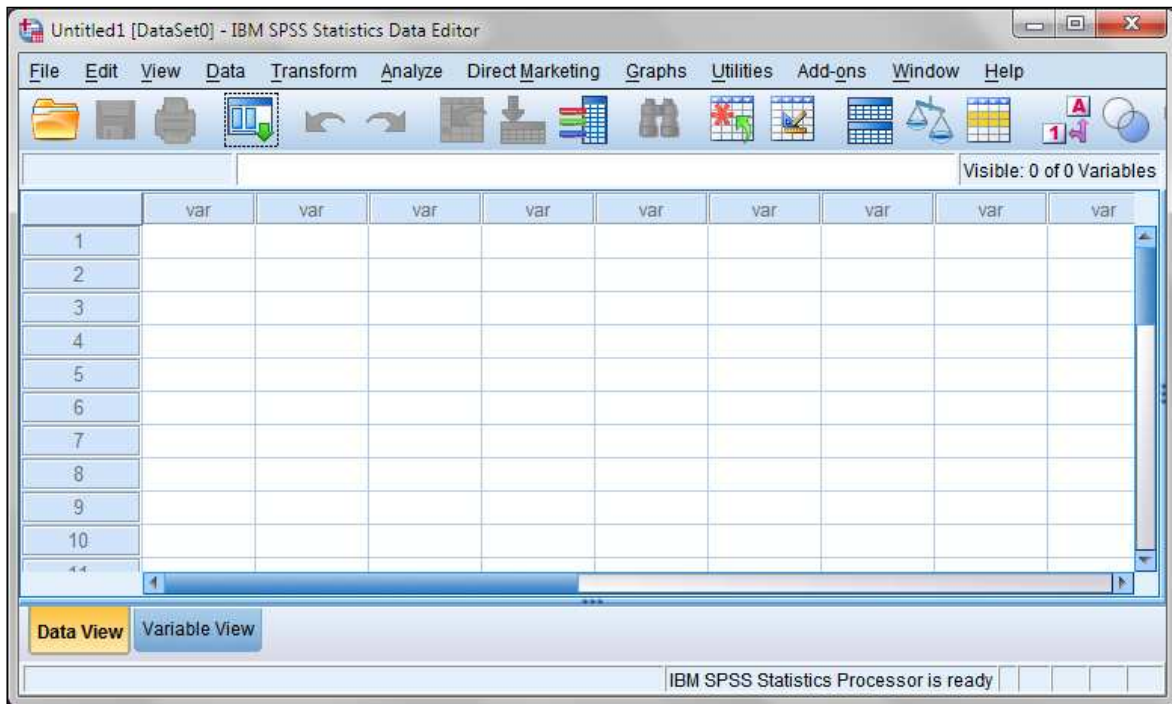 Untitled1 [DataSet0] - IBM SPSS Statistics Data Editor
File Edit View Data Transform Analyze Direct Marketing Graphs Utilities Add-ons Window Help
A
1
Visible: 0 of 0 Variables
var var var var var var var var var
1
2
3
4
5
6
7
8
9
10
11
Data View Variable View
IBM SPSS Statistics Processor is ready